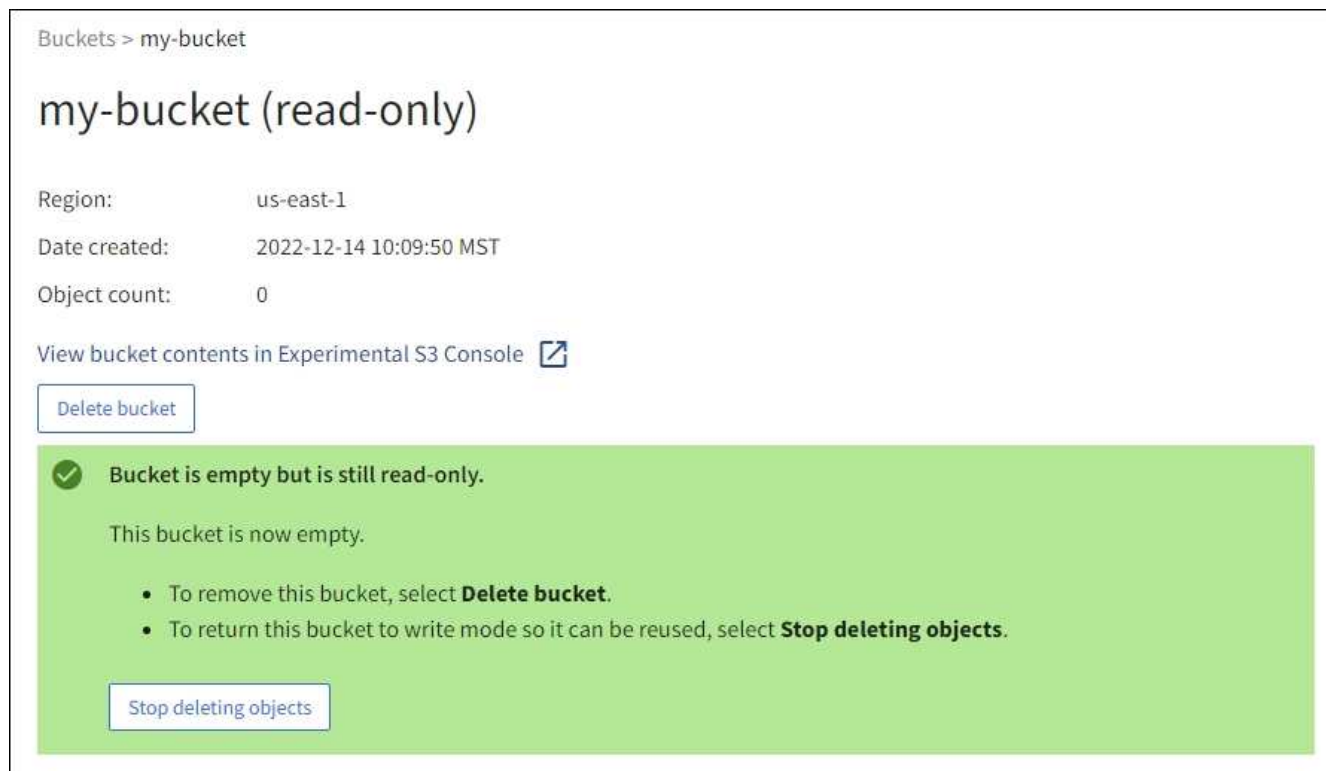 Buckets > my-bucket
my-bucket (read-only)
Region: us-east-1
Date created: 2022-12-14 10:09:50 MST
Object count: 0
View bucket contents in Experimental S3 Console
Delete bucket
Bucket is empty but is still read-only.
This bucket is now empty.
• To remove this bucket, select Delete bucket.
• To return this bucket to write mode so it can be reused, select Stop deleting objects.
Stop deleting objects